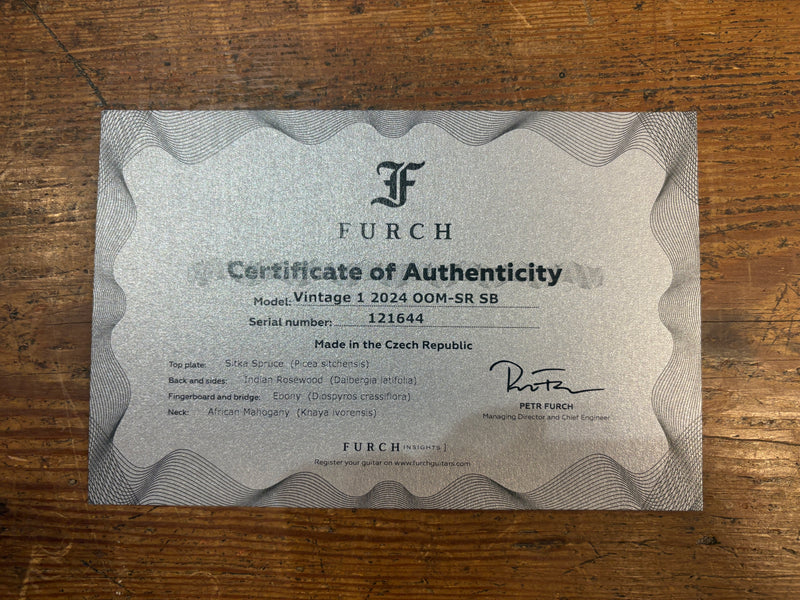 F
FURCH
Certificate of Authenticity
Model: Vintage 1 2024 OOM-SR SB
Serial number: 121644
Made in the Czech Republic
Top plate: Sitka Spruce (Picea sitchensis)
Back and sides: Indian Rosewood (Dalbergia latifolia)
Fingerboard and bridge: Ebony (Diospyros crassiflora)
Neck: African Mahogany (Khaya ivorensis)
PETR FURCH
Managing Director and Chief Engineer
FURCH INSIGHTS
Register your guitar on www.furchguitars.com